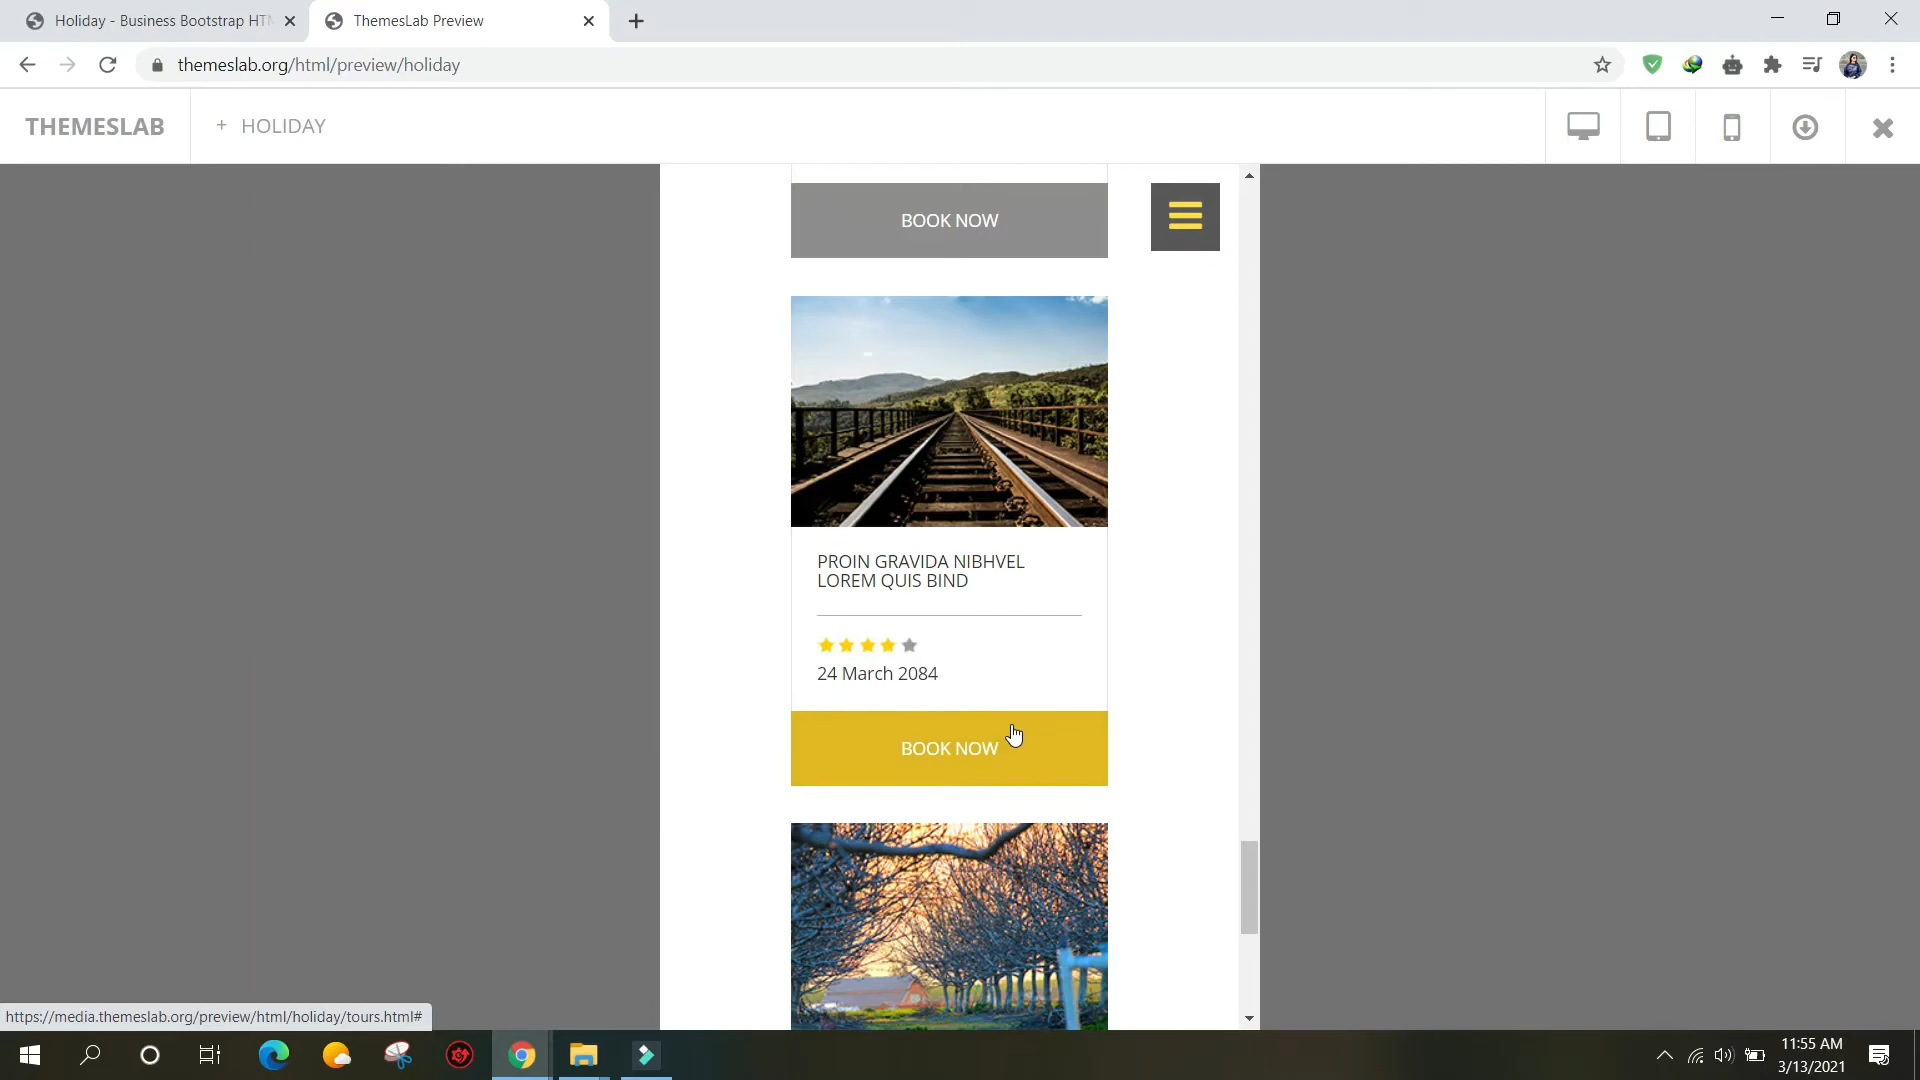 Holiday - Business Bootstrap HTM
ThemesLab Preview
themeslab.org/html/preview/holiday
THEMESLAB
+ HOLIDAY
BOOK NOW
PROIN GRAVIDA NIBHVEL
LOREM QUIS BIND
24 March 2084
BOOK NOW
https://media.themeslab.org/preview/html/holiday/tours.html#
11:55 AM
3/13/2021